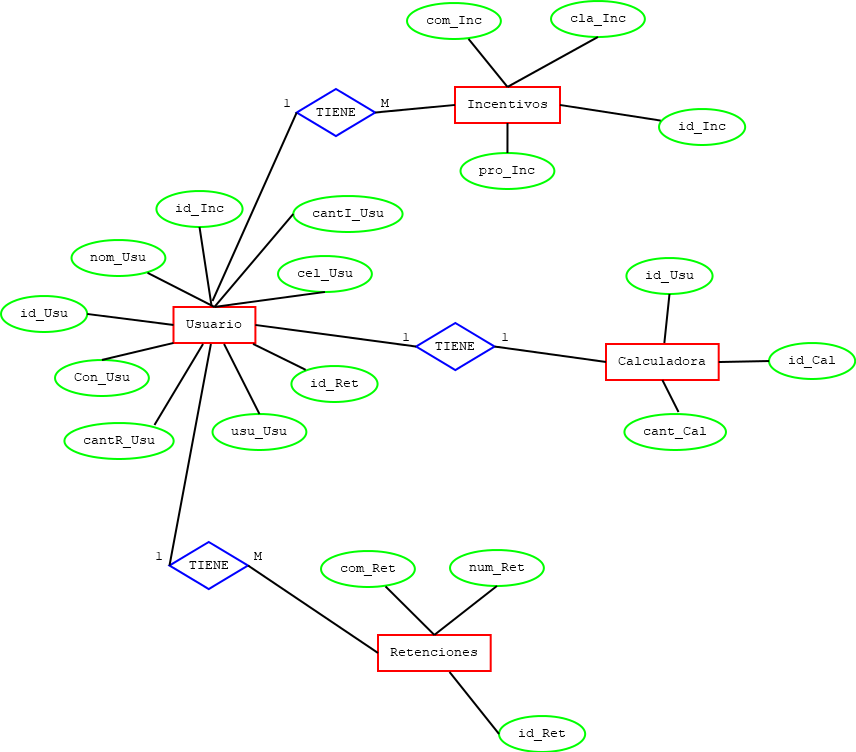 com_Inc
cla_Inc
1
TIENE
M
Incentivos
id_Inc
pro_Inc
id_Inc
cantI_Usu
nom_Usu
cel_Usu
id_Usu
id_Usu
Usuario
1
TIENE
1
Calculadora
id_Cal
Con_Usu
id_Ret
cantR_Usu
usu_Usu
cant_Cal
1
TIENE
M
com_Ret
num_Ret
Retenciones
id_Ret